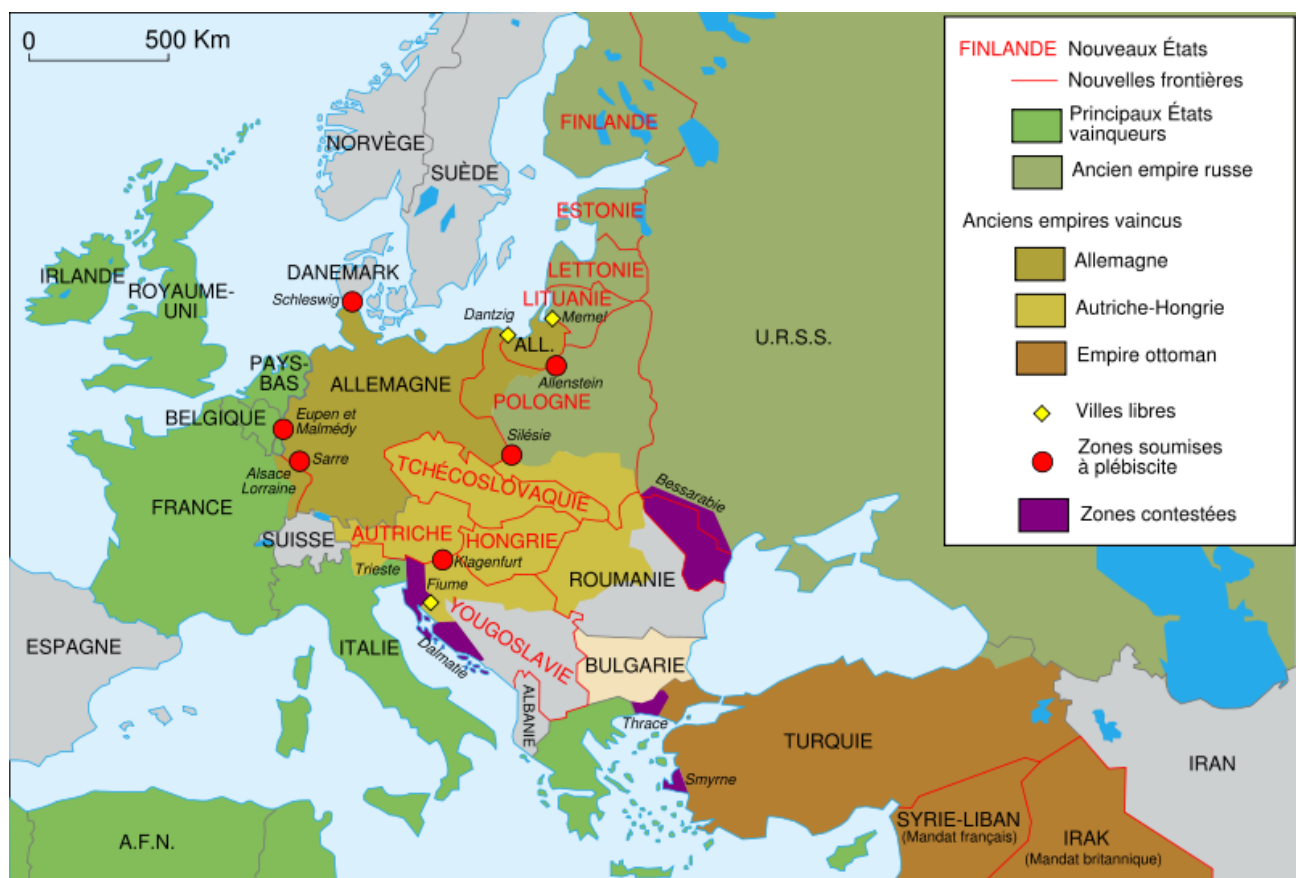 0 500 Km
FINLANDE Nouveaux États
Nouvelles frontières
Principaux États
vainqueurs
Ancien empire russe
Anciens empires vaincus
Allemagne
Autriche-Hongrie
Empire ottoman
Villes libres
Zones soumises
à plébiscite
Zones contestées
NORVÈGE
SUÈDE
FINLANDE
ESTONIE
LETTONIE
LITUANIE
IRLANDE
ROYAUME-
UNI
DANEMARK
Schleswig
Dantzig
Memel
ALL.
U.R.S.S.
PAYS-
BAS
ALLEMAGNE
Allenstein
POLOGNE
BELGIQUE
Eupen et
Malmédy
Silésie
Sarre
Alsace
Lorraine
TCHÉCOSLOVAQUIE
Bessarabie
FRANCE
SUISSE
AUTRICHE
HONGRIE
Klagenfurt
Trieste
Fiume
ROUMANIE
YOUGOSLAVIE
ESPAGNE
ITALIE
Dalmatie
BULGARIE
ALBANIE
Thrace
TURQUIE
IRAN
Smyrne
SYRIE-LIBAN
(Mandat français)
IRAK
(Mandat britannique)
A.F.N.